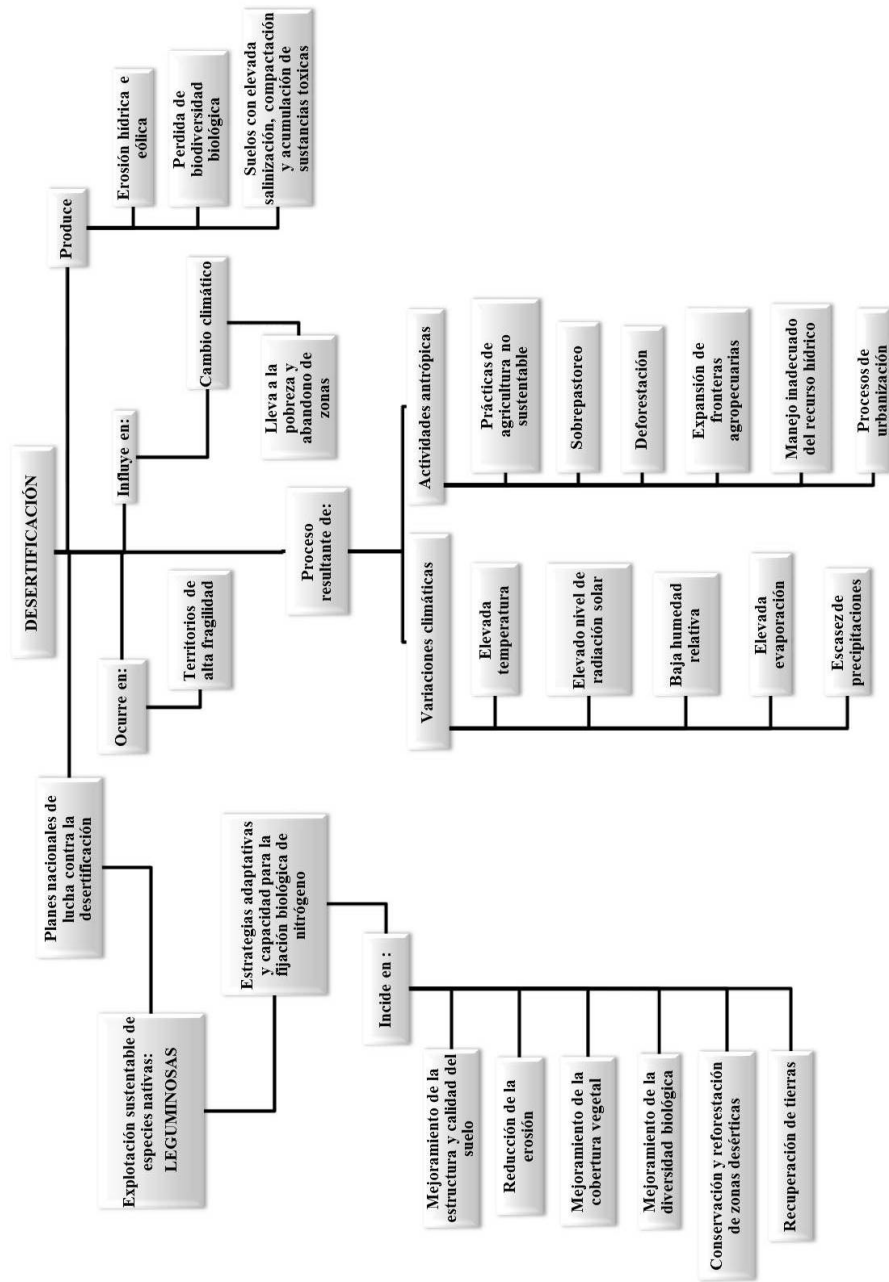 DESERTIFICACIÓN
Planes nacionales de
lucha contra la
desertificación
Explotación sustentable de
especies nativas:
LEGUMINOSAS
Estrategias adaptativas
y capacidad para la
fijación biológica de
nitrógeno
Incide en :
Mejoramiento de la
estructura y calidad del
suelo
Reducción de la
erosión
Mejoramiento de la
cobertura vegetal
Mejoramiento de la
diversidad biológica
Conservación y reforestación
de zonas desérticas
Recuperación de tierras
Ocurre en:
Territorios de
alta fragilidad
Influye en:
Cambio climático
Lleva a la
pobreza y
abandono de
zonas
Proceso
resultante de:
Variaciones climáticas
Elevada
temperatura
Elevado nivel de
radiación solar
Baja humedad
relativa
Elevada
evaporación
Escasez de
precipitaciones
Actividades antrópicas
Prácticas de
agricultura no
sustentable
Sobrepastoreo
Deforestación
Expansión de
fronteras
agropecuarias
Manejo inadecuado
del recurso hídrico
Procesos de
urbanización
Produce
Erosión hídrica e
eólica
Perdida de
biodiversidad
biológica
Suelos con elevada
salinización, compactación
y acumulación de
sustancias toxicas